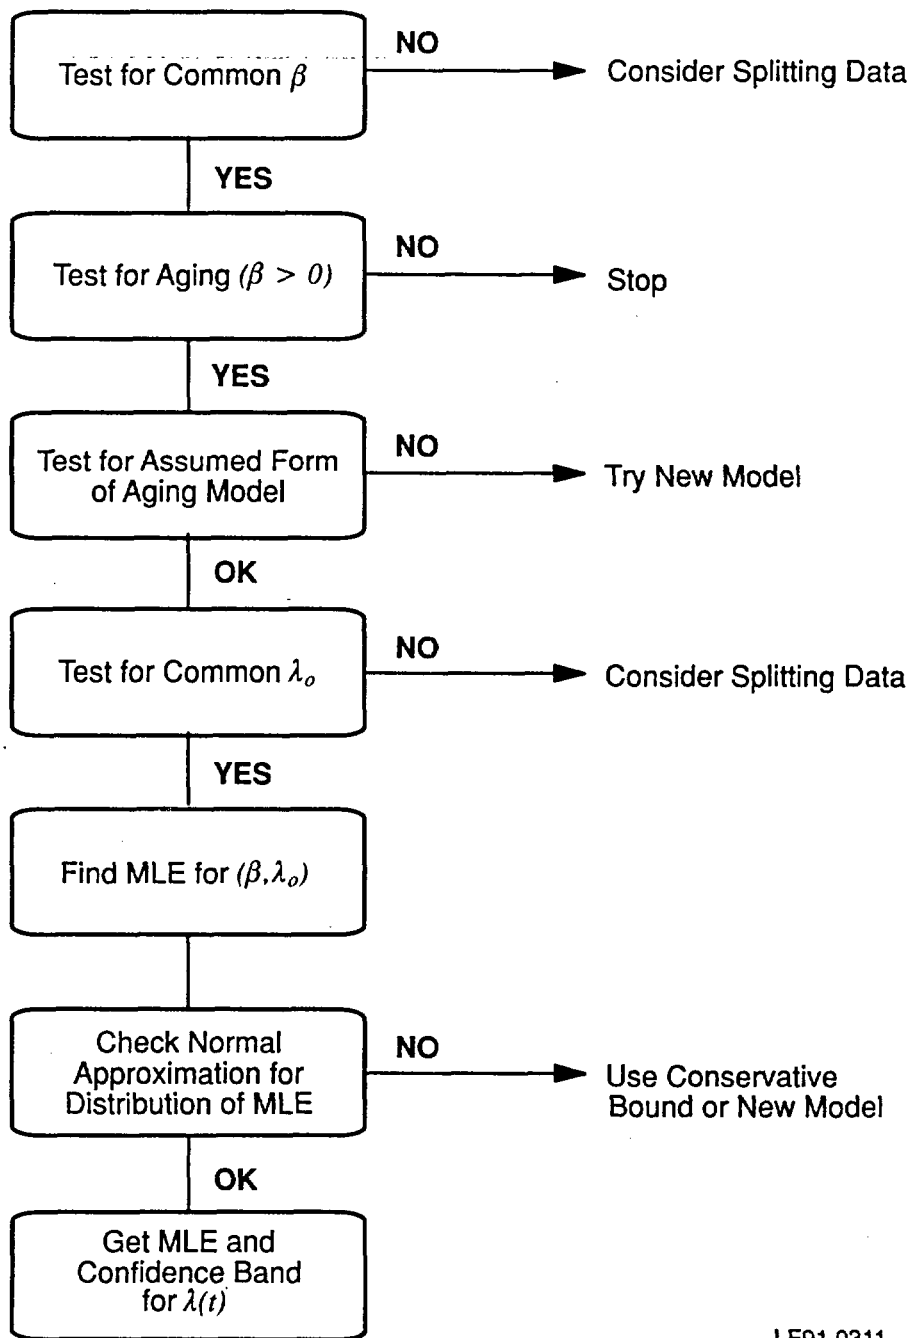 Test for Common β
NO
Consider Splitting Data
YES
Test for Aging (β > 0)
NO
Stop
YES
Test for Assumed Form
of Aging Model
NO
Try New Model
OK
Test for Common λo
NO
Consider Splitting Data
YES
Find MLE for (β,λo)
Check Normal
Approximation for
Distribution of MLE
NO
Use Conservative
Bound or New Model
OK
Get MLE and
Confidence Band
for λ(t)